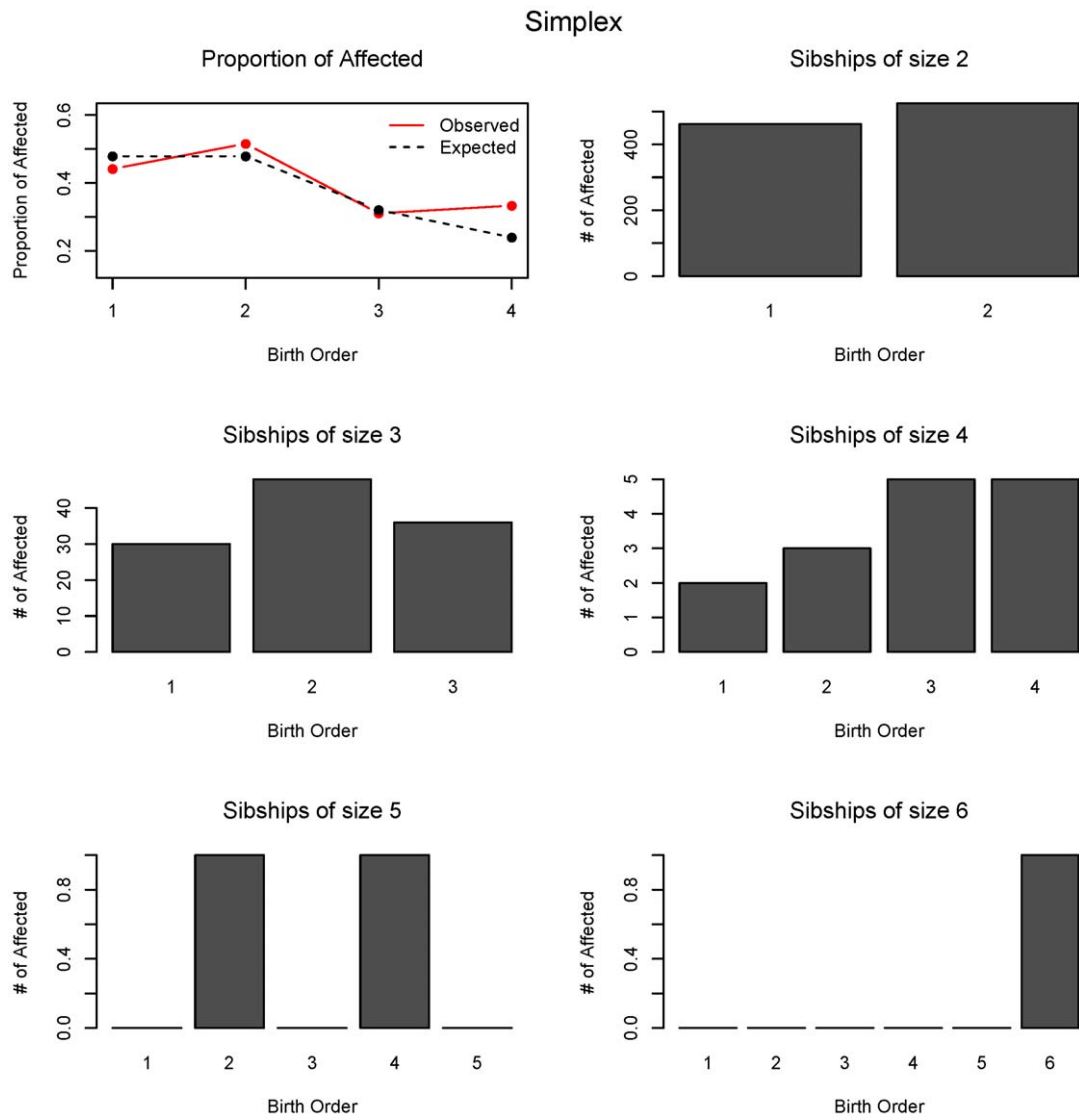 Simplex
Proportion of Affected
Proportion of Affected
0.2
0.4
0.6
Observed
Expected
1 2 3 4
Birth Order
Sibships of size 2
# of Affected
0
200
400
1 2
Birth Order
Sibships of size 3
# of Affected
0
10
20
30
40
1 2 3
Birth Order
Sibships of size 4
# of Affected
0
1
2
3
4
5
1 2 3 4
Birth Order
Sibships of size 5
# of Affected
0.0
0.4
0.8
1 2 3 4 5
Birth Order
Sibships of size 6
# of Affected
0.0
0.4
0.8
1 2 3 4 5 6
Birth Order